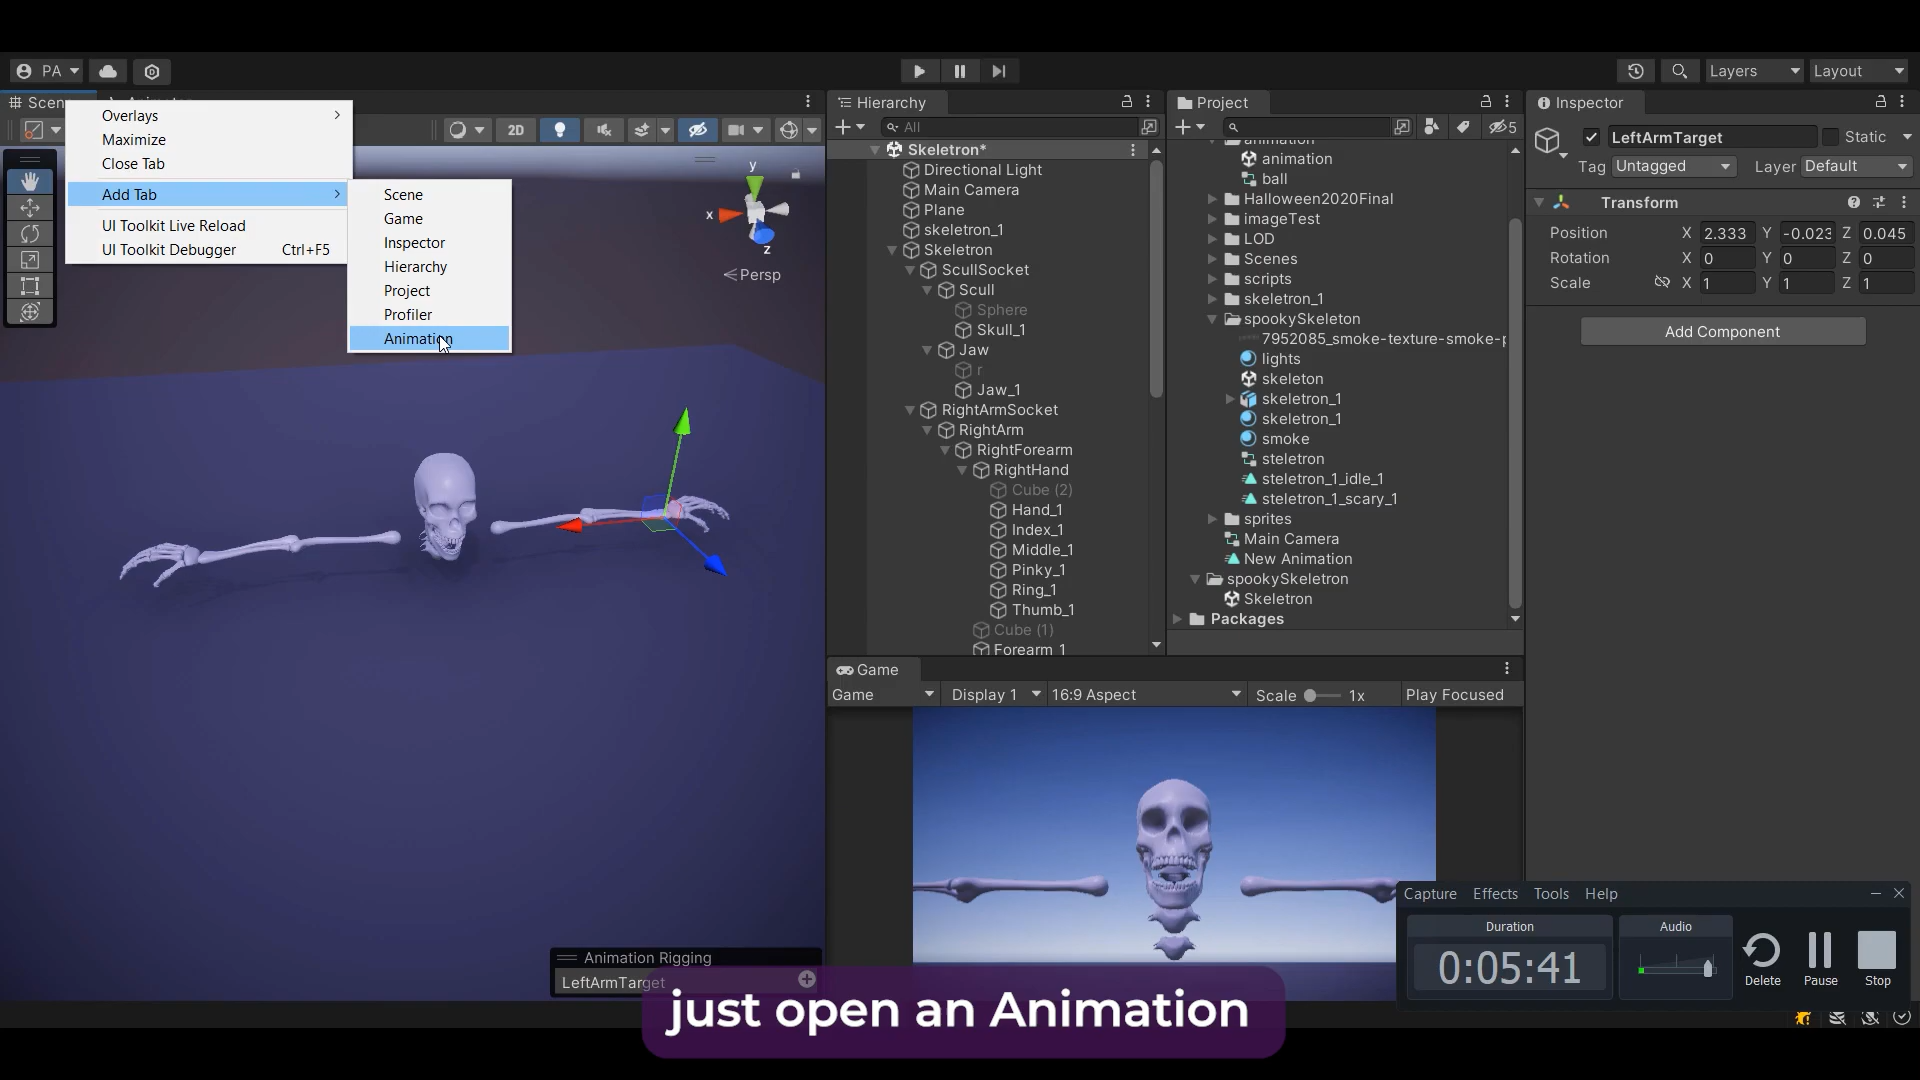 PA
Layers
Layout
Scen
Overlays
Maximize
Close Tab
Add Tab
UI Toolkit Live Reload
UI Toolkit Debugger Ctrl+F5
Scene
Game
Inspector
Hierarchy
Project
Profiler
Animation
2D
y
x
z
Persp
Animation Rigging
LeftArmTarget
Hierarchy
All
Skeletron*
Directional Light
Main Camera
Plane
skeletron_1
Skeletron
ScullSocket
Scull
Sphere
Skull_1
Jaw
r
Jaw_1
RightArmSocket
RightArm
RightForearm
RightHand
Cube (2)
Hand_1
Index_1
Middle_1
Pinky_1
Ring_1
Thumb_1
Cube (1)
Forearm_1
Project
5
animation
animation
ball
Halloween2020Final
imageTest
LOD
Scenes
scripts
skeletron_1
spookySkeleton
7952085_smoke-texture-smoke-p
lights
skeleton
skeletron_1
skeletron_1
smoke
steletron
steletron_1_idle_1
steletron_1_scary_1
sprites
Main Camera
New Animation
spookySkeletron
Skeletron
Packages
Game
Game Display 1 16:9 Aspect Scale 1x Play Focused
Inspector
LeftArmTarget Static
Tag Untagged Layer Default
Transform
Position X 2.333 Y -0.023 Z 0.045
Rotation X 0 Y 0 Z 0
Scale X 1 Y 1 Z 1
Add Component
Capture Effects Tools Help
Duration
0:05:41
Audio
Delete
Pause
Stop
just open an Animation